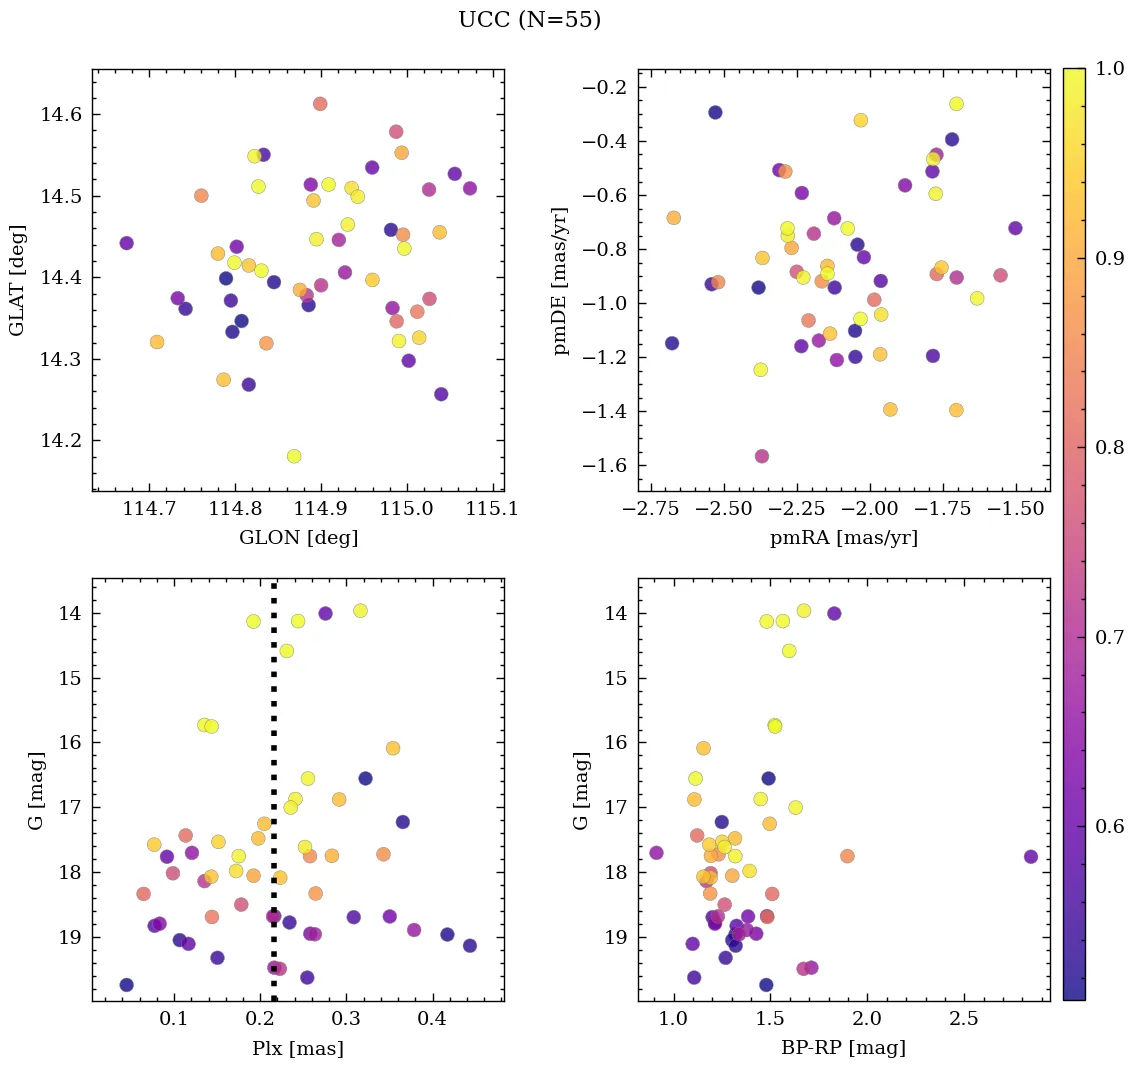 UCC (N=55)
14.6
14.5
14.4
14.3
14.2
GLAT [deg]
114.7 114.8 114.9 115.0 115.1
GLON [deg]
−0.2
−0.4
−0.6
−0.8
−1.0
−1.2
−1.4
−1.6
pmDE [mas/yr]
−2.75 −2.50 −2.25 −2.00 −1.75 −1.50
pmRA [mas/yr]
1.0
0.9
0.8
0.7
0.6
14
15
16
17
18
19
G [mag]
0.1 0.2 0.3 0.4
Plx [mas]
14
15
16
17
18
19
G [mag]
1.0 1.5 2.0 2.5
BP-RP [mag]